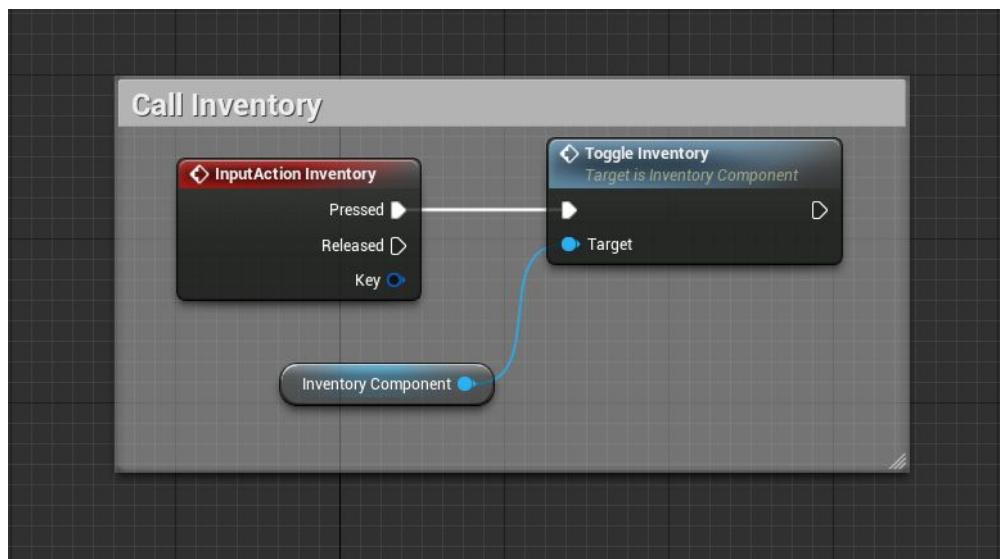 Call Inventory
InputAction Inventory
Pressed
Released
Key
Toggle Inventory
Target is Inventory Component
Target
Inventory Component